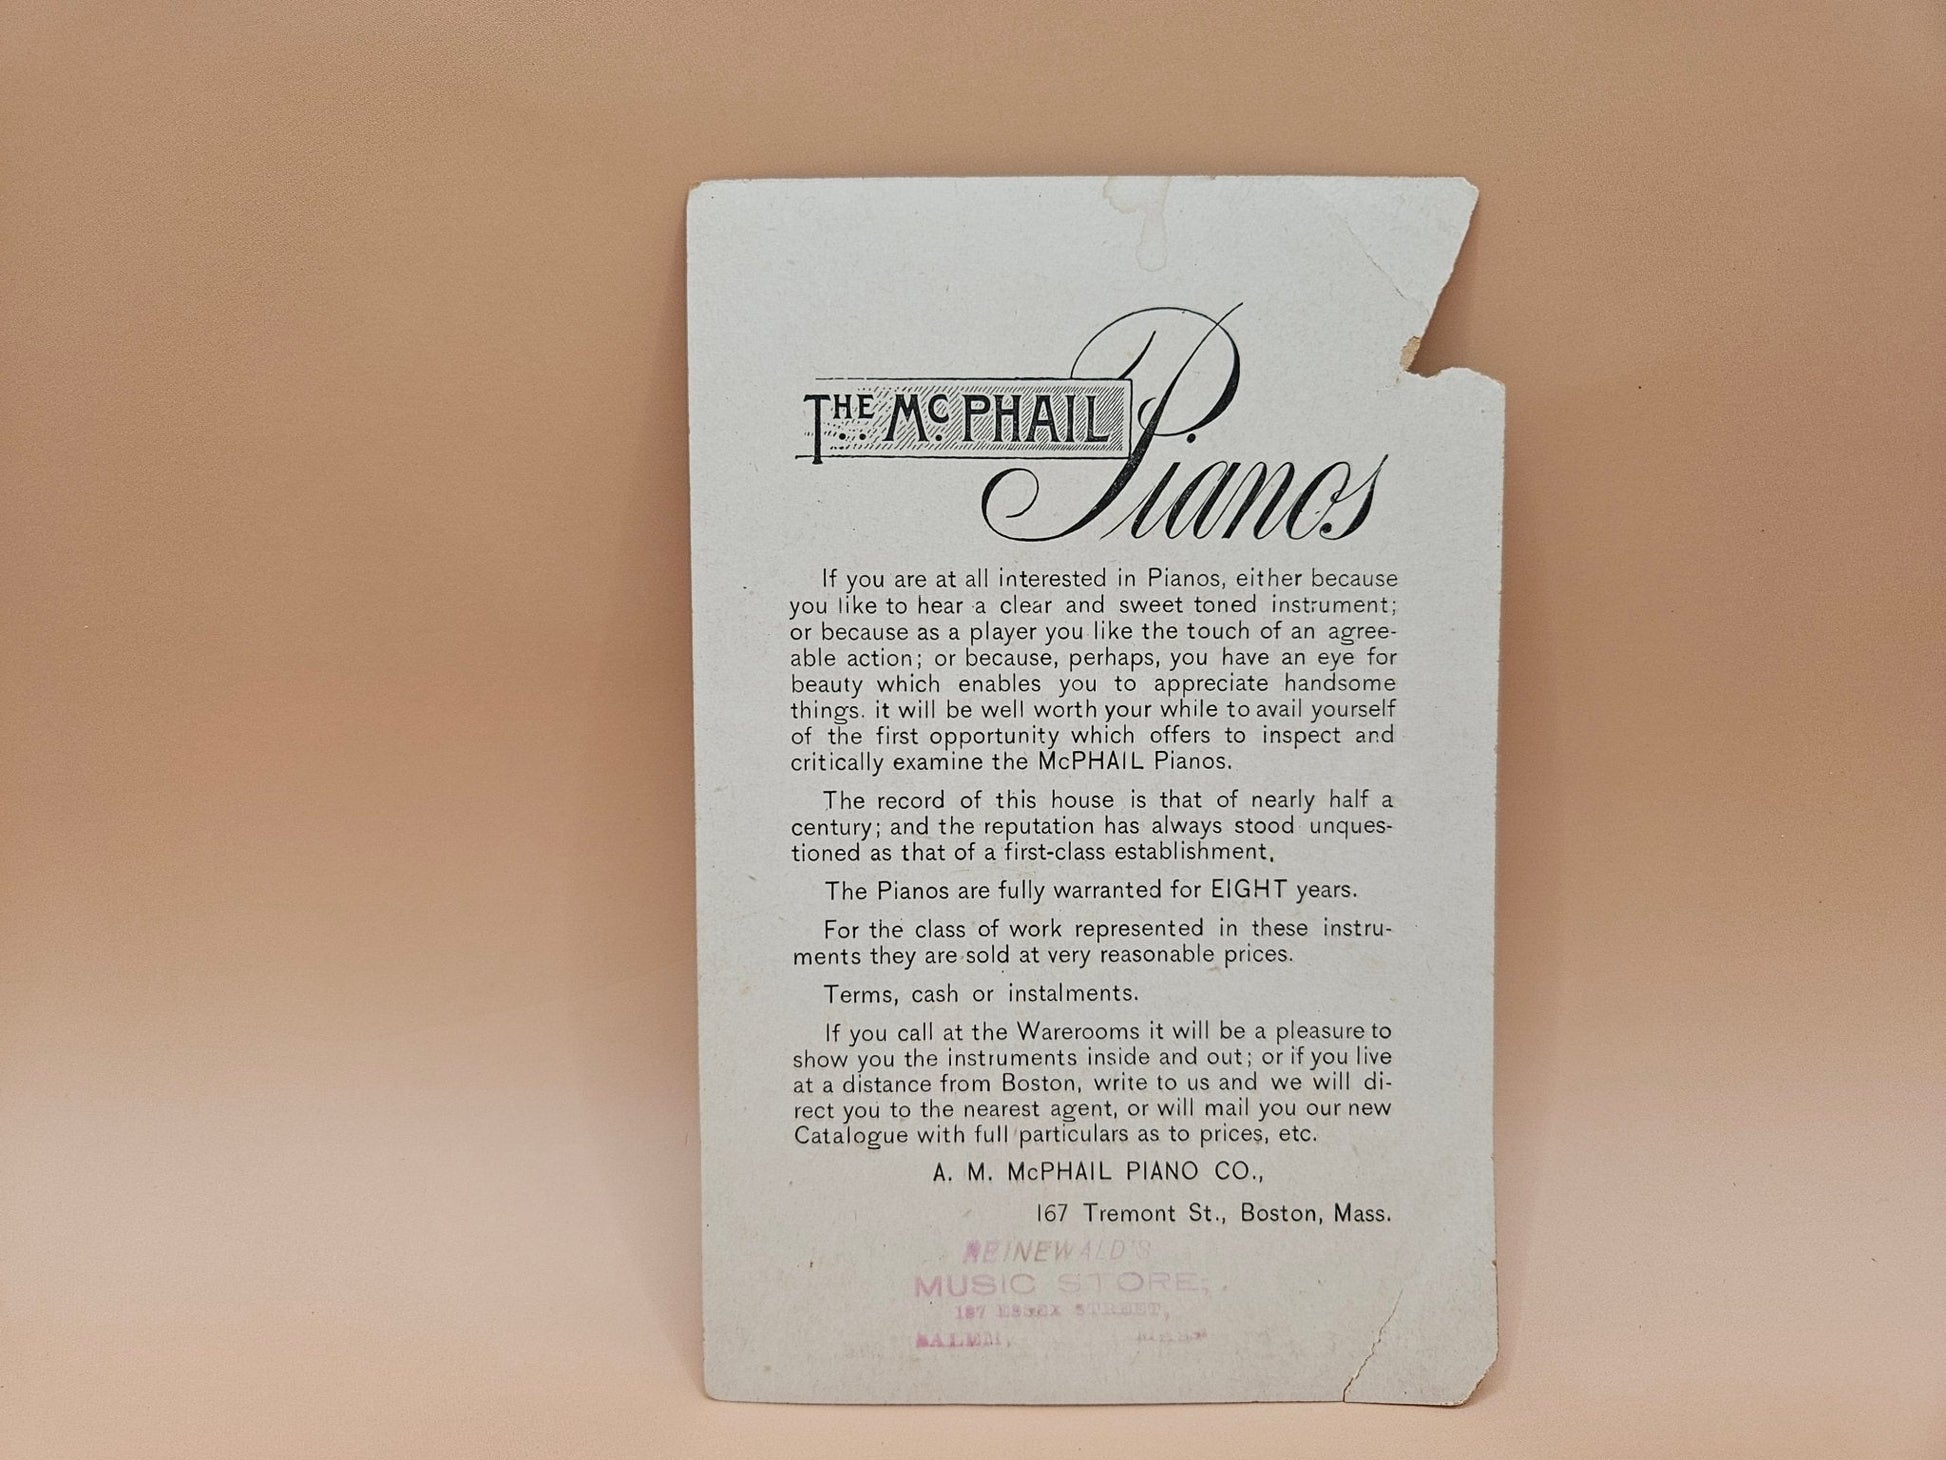 THE McPHAIL
Pianos
If you are at all interested in Pianos, either because
you like to hear a clear and sweet toned instrument;
or because as a player you like the touch of an agree-
able action; or because, perhaps, you have an eye for
beauty which enables you to appreciate handsome
things. it will be well worth your while to avail yourself
of the first opportunity which offers to inspect and
critically examine the McPHAIL Pianos.
The record of this house is that of nearly half a
century; and the reputation has always stood unques-
tioned as that of a first-class establishment.
The Pianos are fully warranted for EIGHT years.
For the class of work represented in these instru-
ments they are sold at very reasonable prices.
Terms, cash or instalments.
If you call at the Warerooms it will be a pleasure to
show you the instruments inside and out; or if you live
at a distance from Boston, write to us and we will di-
rect you to the nearest agent, or will mail you our new
Catalogue with full particulars as to prices, etc.
A. M. McPHAIL PIANO CO.,
167 Tremont St., Boston, Mass.
REINEWALD'S
MUSIC STORE,
ESSEX STREET,
SALEM, MASS